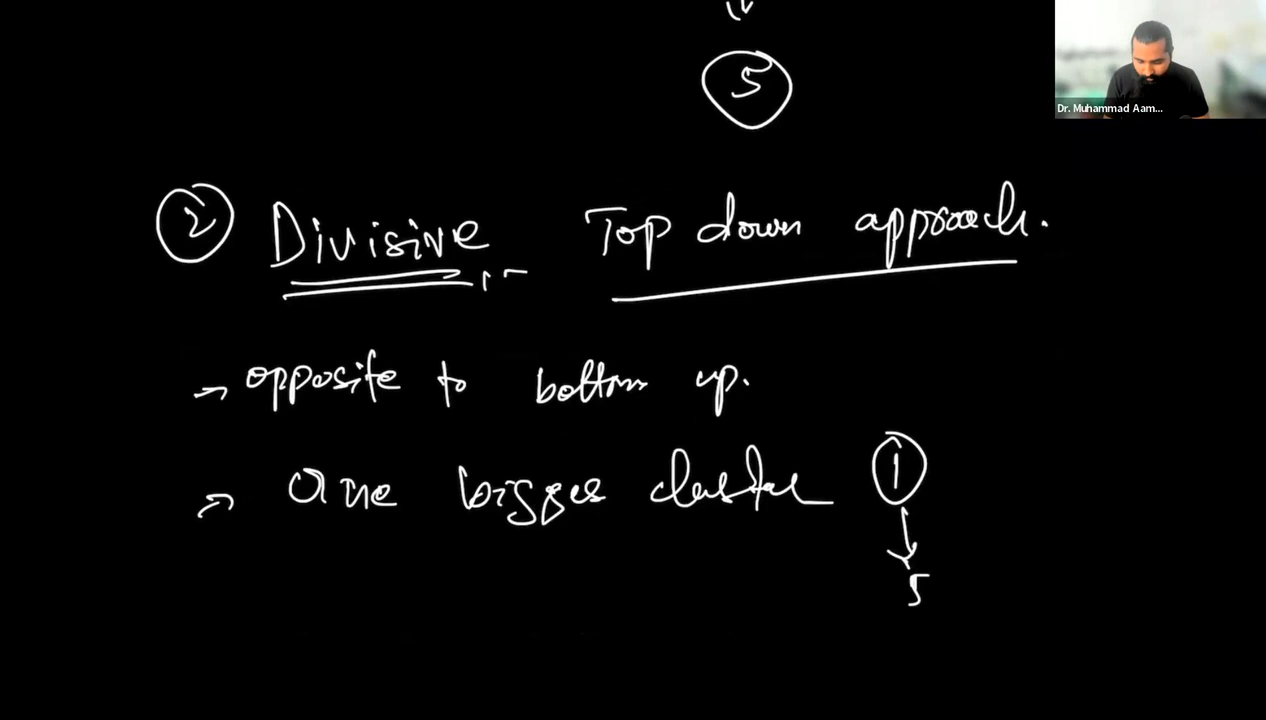 5
Dr. Muhammad Aam...
2 Divisive Top down approach.
→ opposite to bottom up.
→ One bigger cluster 1
↓
5